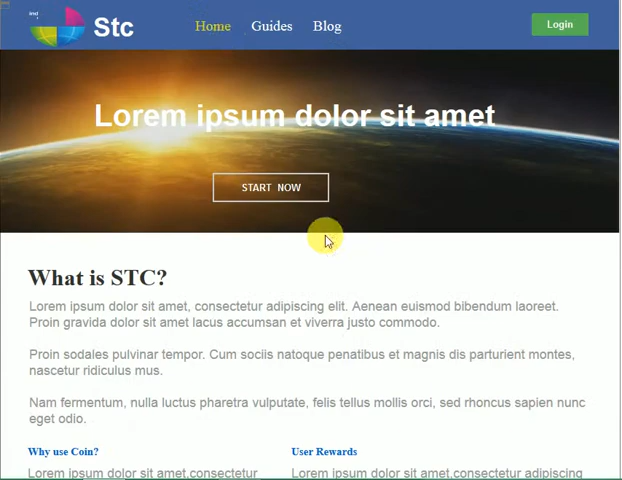 Stc
Home Guides Blog
Login
Lorem ipsum dolor sit amet
START NOW
What is STC?
Lorem ipsum dolor sit amet, consectetur adipiscing elit. Aenean euismod bibendum laoreet.
Proin gravida dolor sit amet lacus accumsan et viverra justo commodo.
Proin sodales pulvinar tempor. Cum sociis natoque penatibus et magnis dis parturient montes,
nascetur ridiculus mus.
Nam fermentum, nulla luctus pharetra vulputate, felis tellus mollis orci, sed rhoncus sapien nunc
eget odio.
Why use Coin? User Rewards
Lorem ipsum dolor sit amet,consectetur Lorem ipsum dolor sit amet,consectetur adipiscing